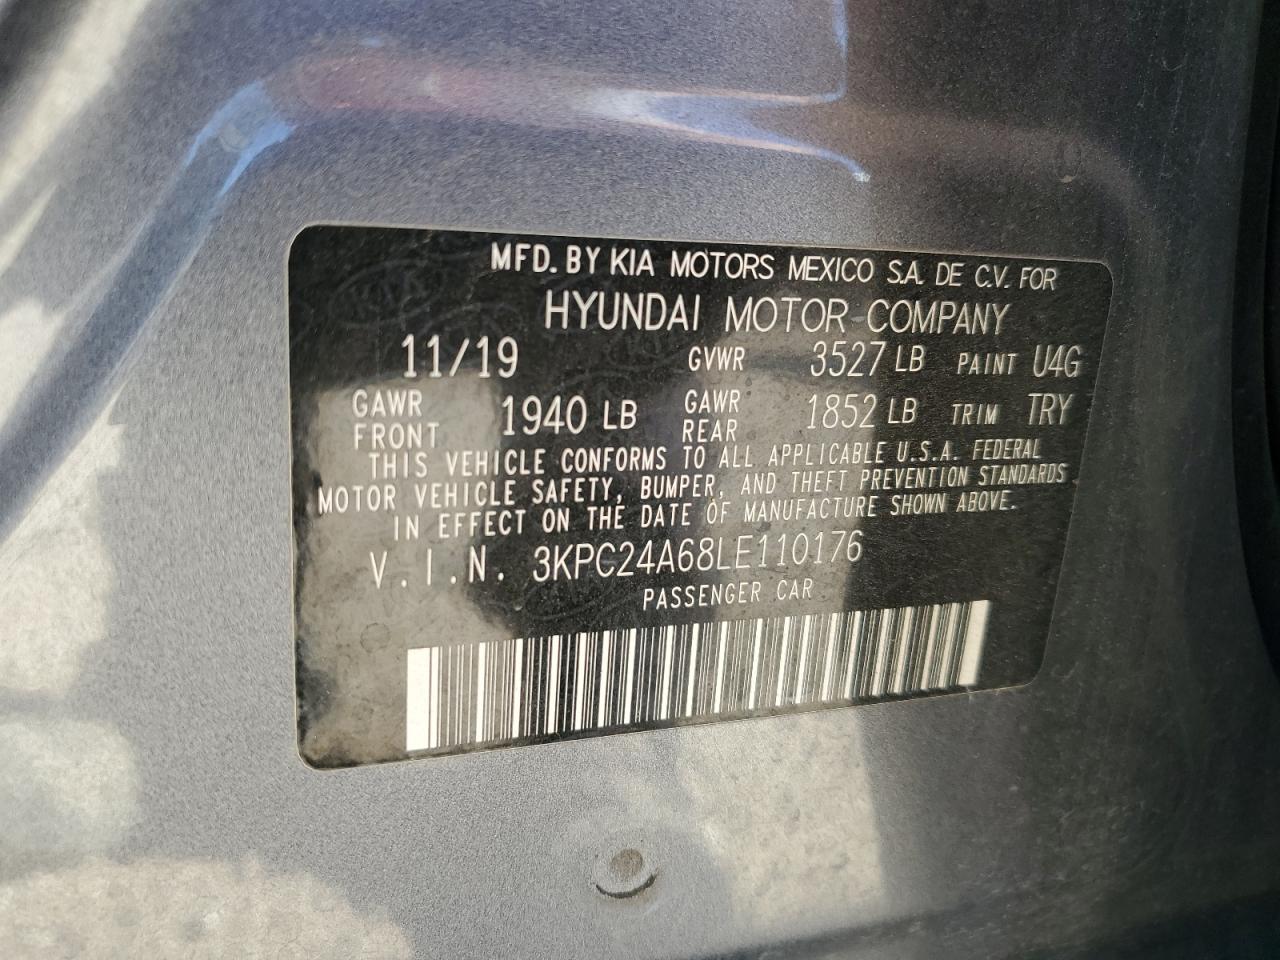 MFD. BY KIA MOTORS MEXICO S.A. DE C.V. FOR
HYUNDAI MOTOR COMPANY
11/19 GVWR 3527 LB PAINT U4G
GAWR FRONT 1940 LB GAWR REAR 1852 LB TRIM TRY
THIS VEHICLE CONFORMS TO ALL APPLICABLE U.S.A. FEDERAL
MOTOR VEHICLE SAFETY, BUMPER, AND THEFT PREVENTION STANDARDS
IN EFFECT ON THE DATE OF MANUFACTURE SHOWN ABOVE.
V.I.N. 3KPC24A68LE110176
PASSENGER CAR